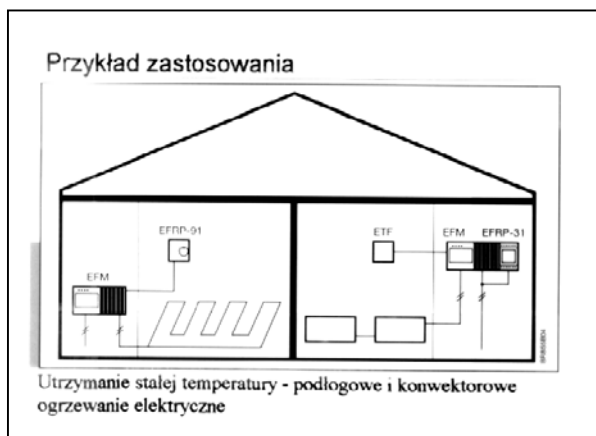 Przykład zastosowania
EFRP-91
EFM
ETF
EFM EFRP-31
Utrzymanie stałej temperatury - podłogowe i konwektorowe
ogrzewanie elektryczne